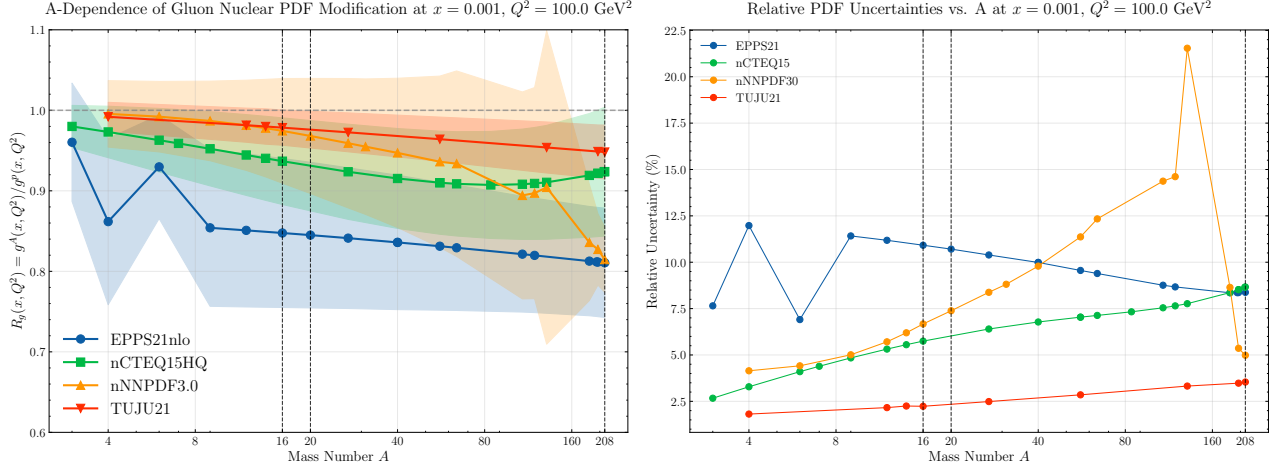 A-Dependence of Gluon Nuclear PDF Modification at x = 0.001, Q² = 100.0 GeV²
R_g(x, Q²) = g^A(x, Q²)/g^p(x, Q²)
1.1
1.0
0.9
0.8
0.7
0.6
EPPS21nlo
nCTEQ15HQ
nNNPDF3.0
TUJU21
4 8 16 20 40 80 160 208
Mass Number A
Relative PDF Uncertainties vs. A at x = 0.001, Q² = 100.0 GeV²
Relative Uncertainty (%)
22.5
20.0
17.5
15.0
12.5
10.0
7.5
5.0
2.5
EPPS21
nCTEQ15
nNNPDF30
TUJU21
4 8 16 20 40 80 160 208
Mass Number A